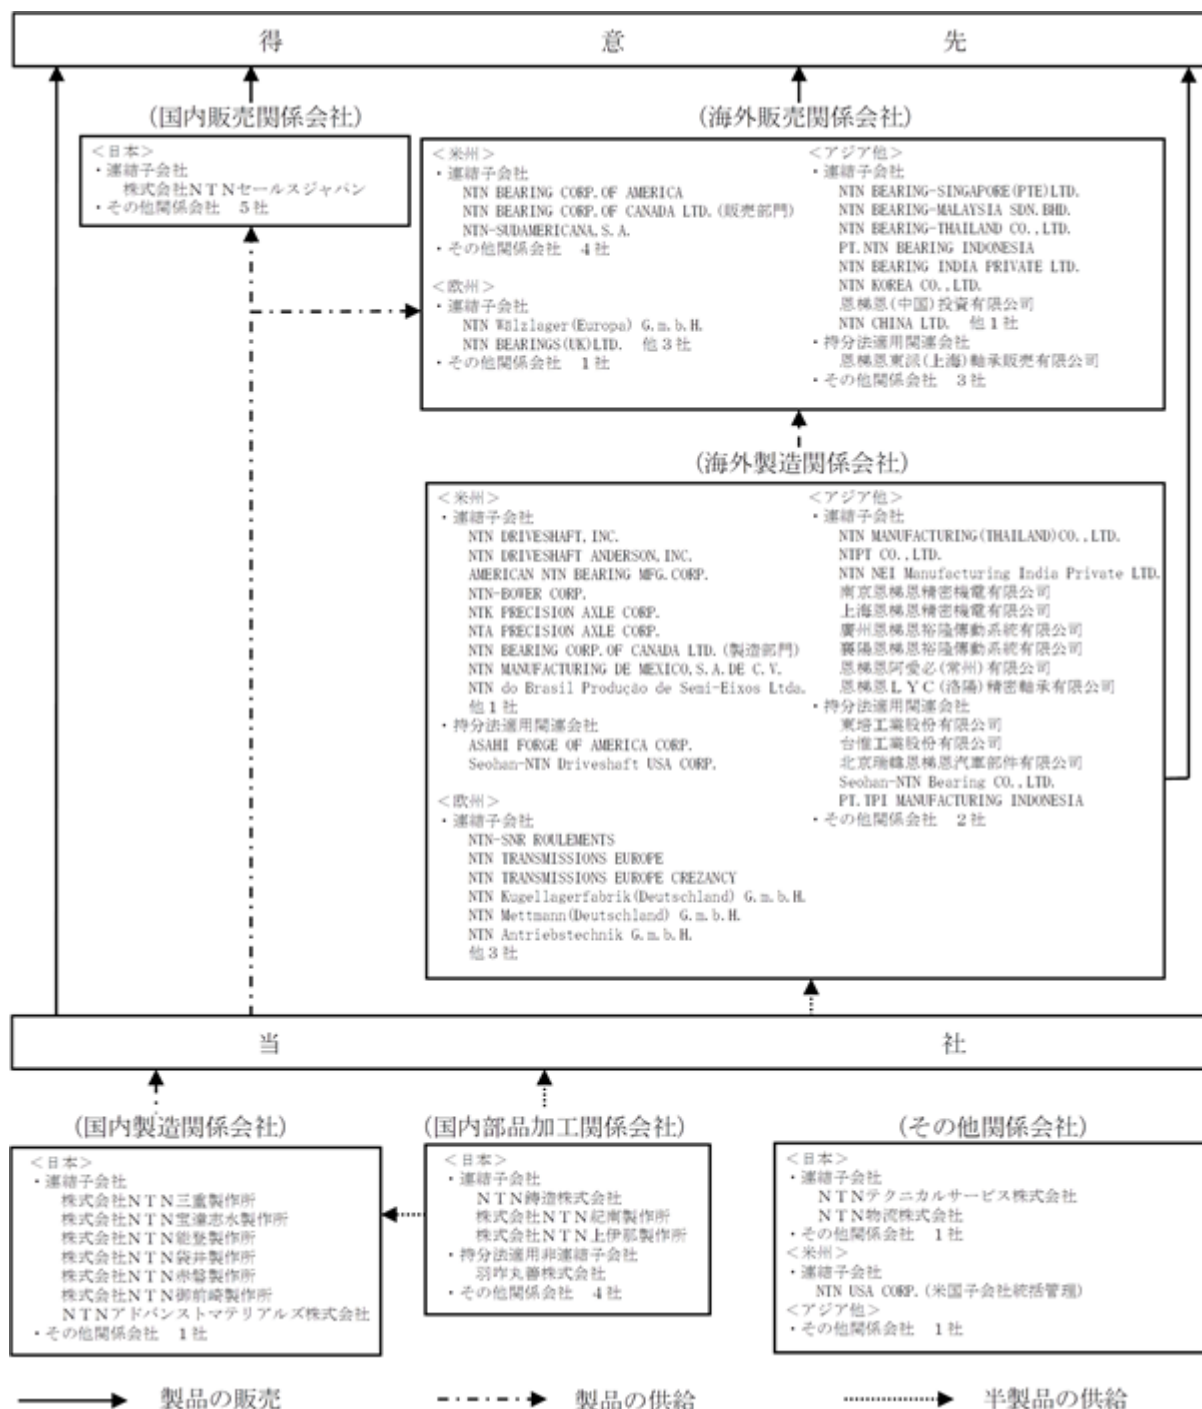 得意先
(国内販売関係会社)
<日本>
・連結子会社
株式会社NTNセールスジャパン
・その他関係会社 5社
(海外販売関係会社)
<米州>
・連結子会社
NTN BEARING CORP.OF AMERICA
NTN BEARING CORP.OF CANADA LTD.(販売部門)
NTN-SUDAMERICANA,S.A.
・その他関係会社 4社
<欧州>
・連結子会社
NTN Wälzlager(Europa) G.m.b.H.
NTN BEARINGS(UK)LTD. 他3社
・その他関係会社 1社
<アジア他>
・連結子会社
NTN BEARING-SINGAPORE(PTE)LTD.
NTN BEARING-MALAYSIA SDN.BHD.
NTN BEARING-THAILAND CO.,LTD.
PT.NTN BEARING INDONESIA
NTN BEARING INDIA PRIVATE LTD.
NTN KOREA CO.,LTD.
恩梯恩(中国)投資有限公司
NTN CHINA LTD. 他1社
・持分法適用関連会社
恩梯恩東派(上海)軸承販売有限公司
・その他関係会社 3社
(海外製造関係会社)
<米州>
・連結子会社
NTN DRIVESHAFT,INC.
NTN DRIVESHAFT ANDERSON,INC.
AMERICAN NTN BEARING MFG.CORP.
NTN-BOWER CORP.
NTK PRECISION AXLE CORP.
NTA PRECISION AXLE CORP.
NTN BEARING CORP.OF CANADA LTD.(製造部門)
NTN MANUFACTURING DE MEXICO,S.A.DE C.V.
NTN do Brasil Produção de Semi-Eixos Ltda.
他1社
・持分法適用関連会社
ASAHI FORGE OF AMERICA CORP.
Seohan-NTN Driveshaft USA CORP.
<欧州>
・連結子会社
NTN-SNR ROULEMENTS
NTN TRANSMISSIONS EUROPE
NTN TRANSMISSIONS EUROPE CREZANCY
NTN Kugellagerfabrik(Deutschland) G.m.b.H.
NTN Mettmann(Deutschland) G.m.b.H.
NTN Antriebstechnik G.m.b.H.
他3社
<アジア他>
・連結子会社
NTN MANUFACTURING(THAILAND)CO.,LTD.
NTPT CO.,LTD.
NTN NEI Manufacturing India Private LTD.
南京恩梯恩精密機電有限公司
上海恩梯恩精密機電有限公司
廣州恩梯恩裕隆傳動系統有限公司
襄陽恩梯恩裕隆傳動系統有限公司
恩梯恩阿愛必(常州)有限公司
恩梯恩LYC(洛陽)精密軸承有限公司
・持分法適用関連会社
東培工業股份有限公司
台惟工業股份有限公司
北京瑞韓恩梯恩汽車部件有限公司
Seohan-NTN Bearing CO.,LTD.
PT.TPI MANUFACTURING INDONESIA
・その他関係会社 2社
当社
(国内製造関係会社)
<日本>
・連結子会社
株式会社NTN三重製作所
株式会社NTN宝達志水製作所
株式会社NTN能登製作所
株式会社NTN袋井製作所
株式会社NTN赤磐製作所
株式会社NTN御前崎製作所
NTNアドバンストマテリアルズ株式会社
・その他関係会社 1社
(国内部品加工関係会社)
<日本>
・連結子会社
NTN鋳造株式会社
株式会社NTN紀南製作所
株式会社NTN上伊那製作所
・持分法適用非連結子会社
羽咋丸善株式会社
・その他関係会社 4社
(その他関係会社)
<日本>
・連結子会社
NTNテクニカルサービス株式会社
NTN物流株式会社
・その他関係会社 1社
<米州>
・連結子会社
NTN USA CORP.(米国子会社統括管理)
<アジア他>
・その他関係会社 1社
製品の販売
製品の供給
半製品の供給